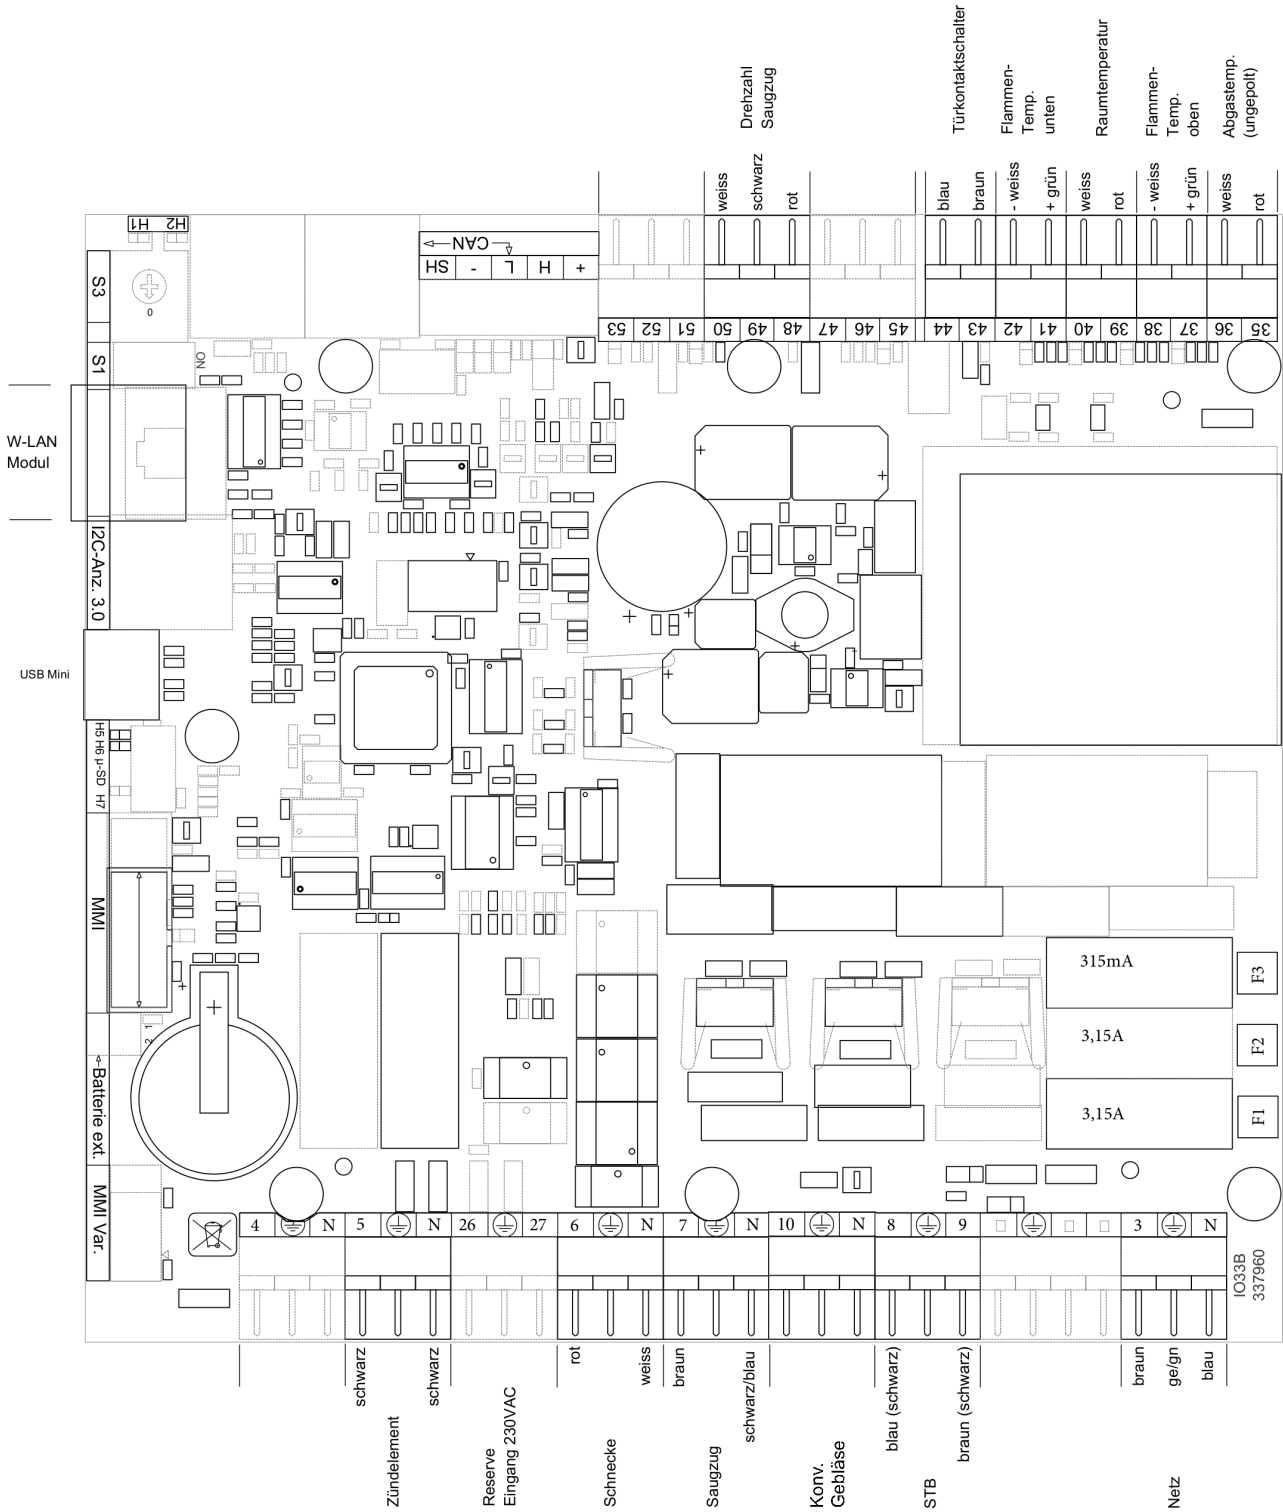 Drehzahl
Saugzug
Türkontaktschalter
Flammen-
Temp.
unten
Raumtemperatur
Flammen-
Temp.
oben
Abgastemp.
(ungepolt)
weiss
schwarz
rot
blau
braun
- weiss
+ grün
weiss
rot
- weiss
+ grün
weiss
rot
H1
H2
CAN
SH
-
L
H
+
53
52
51
50
49
48
47
46
45
44
43
42
41
40
39
38
37
36
35
S3
0
S1
ON
W-LAN
Modul
I2C-Anz. 3.0
USB Mini
H5 H6 µ-SD H7
MMI
2 1
Batterie ext.
MMI Var.
+
+
+
+
+
+
+
+
315mA
F3
3,15A
F2
3,15A
F1
4
N
5
N
26
27
6
N
7
N
10
N
8
9
3
N
IO33B
337960
schwarz
schwarz
rot
weiss
braun
schwarz/blau
blau (schwarz)
braun (schwarz)
braun
ge/gn
blau
Zündelement
Reserve
Eingang 230VAC
Schnecke
Saugzug
Konv.
Gebläse
STB
Netz